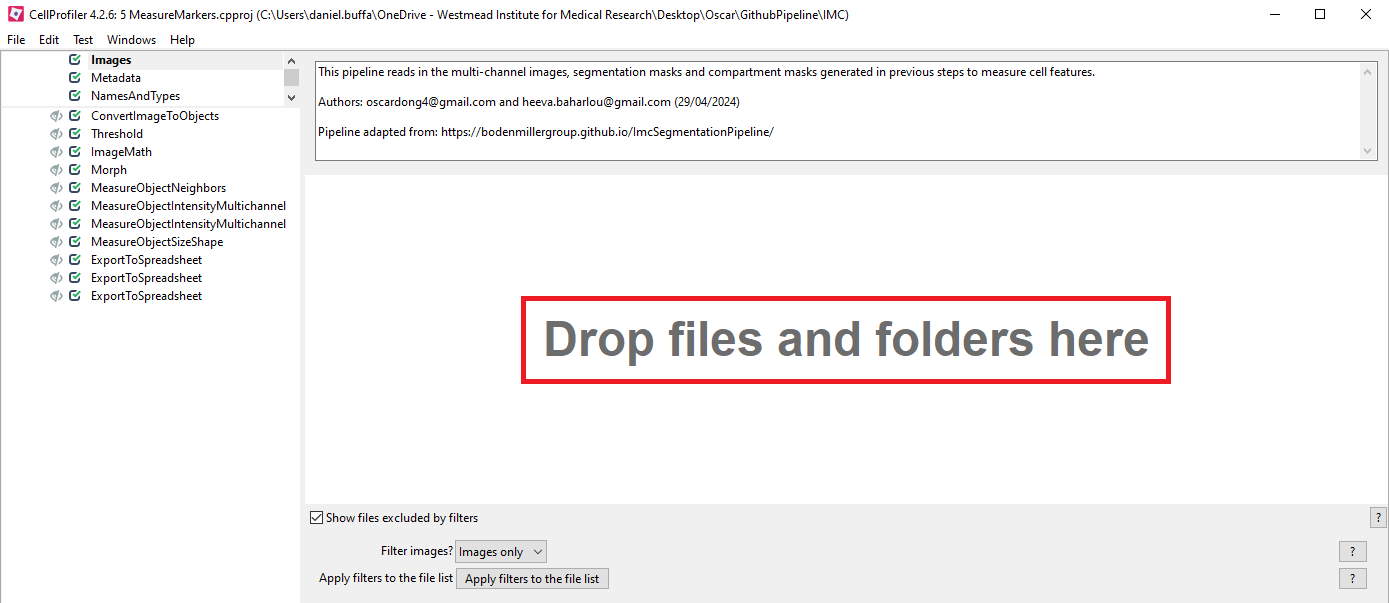 CellProfiler 4.2.6: 5 MeasureMarkers.cpproj (C:\Users\daniel.buffa\OneDrive - Westmead Institute for Medical Research\Desktop\Oscar\GithubPipeline\IMC)
File Edit Test Windows Help
Images
Metadata
NamesAndTypes
ConvertImageToObjects
Threshold
ImageMath
Morph
MeasureObjectNeighbors
MeasureObjectIntensityMultichannel
MeasureObjectIntensityMultichannel
MeasureObjectSizeShape
ExportToSpreadsheet
ExportToSpreadsheet
ExportToSpreadsheet
This pipeline reads in the multi-channel images, segmentation masks and compartment masks generated in previous steps to measure cell features.
Authors: oscardong4@gmail.com and heeva.baharlou@gmail.com (29/04/2024)
Pipeline adapted from: https://bodenmillergroup.github.io/ImcSegmentationPipeline/
Drop files and folders here
Show files excluded by filters ?
Filter images? Images only ?
Apply filters to the file list Apply filters to the file list ?